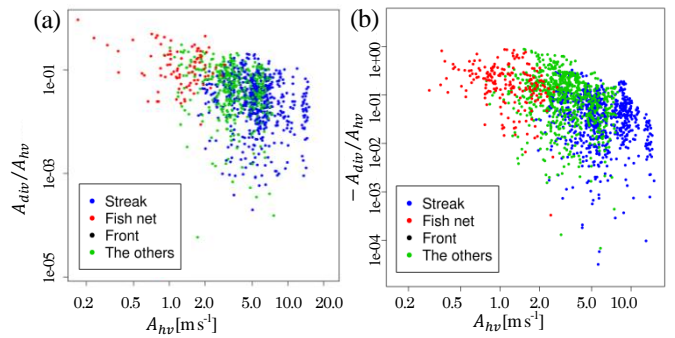 (a)
(b)
A_div/A_hv
1e-01
1e-03
1e-05
Streak
Fish net
Front
The others
0.2
0.5
1.0
2.0
5.0
10.0
20.0
A_hv[m s⁻¹]
− A_div/A_hv
1e+00
1e-01
1e-02
1e-03
1e-04
Streak
Fish net
Front
The others
0.2
0.5
1.0
2.0
5.0
10.0
A_hv[m s⁻¹]